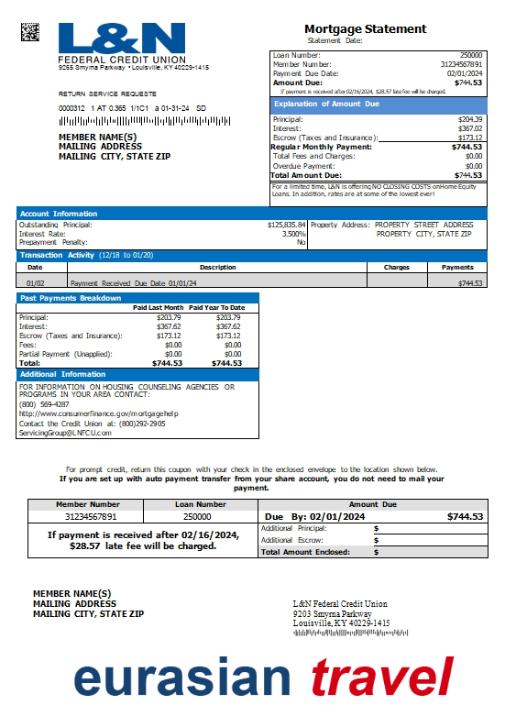 L&N
FEDERAL CREDIT UNION
9265 Smyrna Parkway • Louisville, KY 40229-1415
Mortgage Statement
Statement Date:
Loan Number: 250000
Member Number: 31234567891
Payment Due Date: 02/01/2024
Amount Due: $744.53
If payment is received after 02/16/2024, $28.57 late fee will be charged.
RETURN SERVICE REQUESTE
0000312 1 AT 0.365 1/1C1 a 01-31-24 SD
MEMBER NAME(S)
MAILING ADDRESS
MAILING CITY, STATE ZIP
Explanation of Amount Due
Principal: $204.39
Interest: $367.02
Escrow (Taxes and Insurance): $173.12
Regular Monthly Payment: $744.53
Total Fees and Charges: $0.00
Overdue Payment: $0.00
Total Amount Due: $744.53
For a limited time, L&N is offering NO CLOSING COSTS onHome Equity
Loans. In addition, rates are at some of the lowest ever!
Account Information
Outstanding Principal: $125,835.84
Interest Rate: 3.500%
Prepayment Penalty: No
Property Address: PROPERTY STREET ADDRESS
PROPERTY CITY, STATE ZIP
Transaction Activity (12/18 to 01/20)
Date Description Charges Payments
01/02 Payment Received Due Date 01/01/24 $744.53
Past Payments Breakdown
Paid Last Month Paid Year To Date
Principal: $203.79 $203.79
Interest: $367.62 $367.62
Escrow (Taxes and Insurance): $173.12 $173.12
Fees: $0.00 $0.00
Partial Payment (Unapplied): $0.00 $0.00
Total: $744.53 $744.53
Additional Information
FOR INFORMATION ON HOUSING COUNSELING AGENCIES OR
PROGRAMS IN YOUR AREA CONTACT:
(800) 569-4287
http://www.consumerfinance.gov/mortgagehelp
Contact the Credit Union at: (800)292-2905
ServicingGroup@LNFCU.com
For prompt credit, return this coupon with your check in the enclosed envelope to the location shown below.
If you are set up with auto payment transfer from your share account, you do not need to mail your
payment.
Member Number Loan Number Amount Due
31234567891 250000 Due By: 02/01/2024 $744.53
If payment is received after 02/16/2024,
$28.57 late fee will be charged.
Additional Principal: $
Additional Escrow: $
Total Amount Enclosed: $
MEMBER NAME(S)
MAILING ADDRESS
MAILING CITY, STATE ZIP
L&N Federal Credit Union
9203 Smyrna Parkway
Louisville, KY 40229-1415
eurasian travel